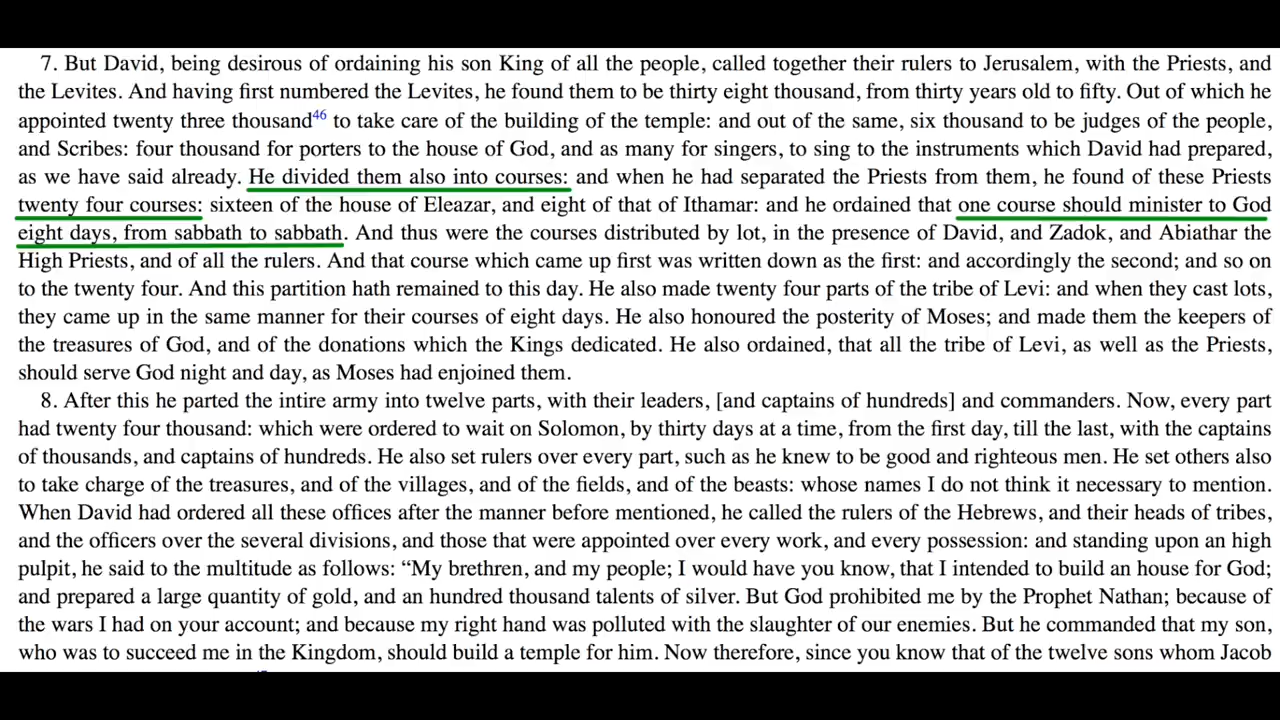 7. But David, being desirous of ordaining his son King of all the people, called together their rulers to Jerusalem, with the Priests, and
the Levites. And having first numbered the Levites, he found them to be thirty eight thousand, from thirty years old to fifty. Out of which he
appointed twenty three thousand46 to take care of the building of the temple: and out of the same, six thousand to be judges of the people,
and Scribes: four thousand for porters to the house of God, and as many for singers, to sing to the instruments which David had prepared,
as we have said already. He divided them also into courses: and when he had separated the Priests from them, he found of these Priests
twenty four courses: sixteen of the house of Eleazar, and eight of that of Ithamar: and he ordained that one course should minister to God
eight days, from sabbath to sabbath. And thus were the courses distributed by lot, in the presence of David, and Zadok, and Abiathar the
High Priests, and of all the rulers. And that course which came up first was written down as the first: and accordingly the second; and so on
to the twenty four. And this partition hath remained to this day. He also made twenty four parts of the tribe of Levi: and when they cast lots,
they came up in the same manner for their courses of eight days. He also honoured the posterity of Moses; and made them the keepers of
the treasures of God, and of the donations which the Kings dedicated. He also ordained, that all the tribe of Levi, as well as the Priests,
should serve God night and day, as Moses had enjoined them.
8. After this he parted the intire army into twelve parts, with their leaders, [and captains of hundreds] and commanders. Now, every part
had twenty four thousand: which were ordered to wait on Solomon, by thirty days at a time, from the first day, till the last, with the captains
of thousands, and captains of hundreds. He also set rulers over every part, such as he knew to be good and righteous men. He set others also
to take charge of the treasures, and of the villages, and of the fields, and of the beasts: whose names I do not think it necessary to mention.
When David had ordered all these offices after the manner before mentioned, he called the rulers of the Hebrews, and their heads of tribes,
and the officers over the several divisions, and those that were appointed over every work, and every possession: and standing upon an high
pulpit, he said to the multitude as follows: “My brethren, and my people; I would have you know, that I intended to build an house for God;
and prepared a large quantity of gold, and an hundred thousand talents of silver. But God prohibited me by the Prophet Nathan; because of
the wars I had on your account; and because my right hand was polluted with the slaughter of our enemies. But he commanded that my son,
who was to succeed me in the Kingdom, should build a temple for him. Now therefore, since you know that of the twelve sons whom Jacob